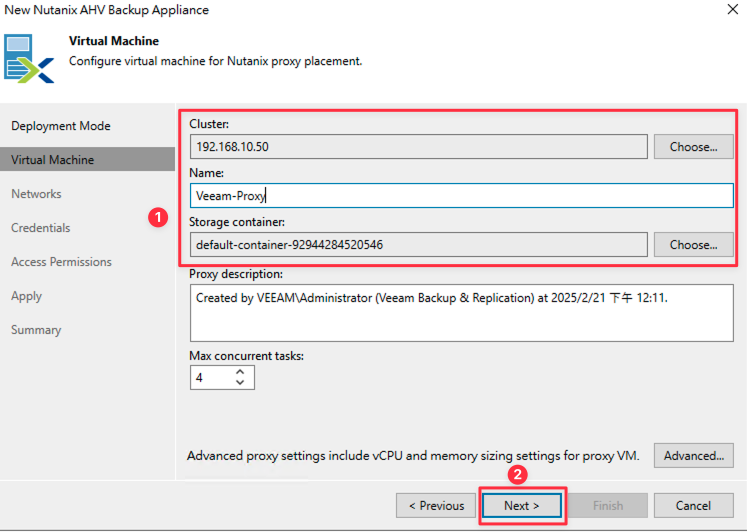 New Nutanix AHV Backup Appliance
Virtual Machine
Configure virtual machine for Nutanix proxy placement.
Deployment Mode
Virtual Machine
Networks
Credentials
Access Permissions
Apply
Summary
1
Cluster:
192.168.10.50
Choose...
Name:
Veeam-Proxy
Storage container:
default-container-92944284520546
Choose...
Proxy description:
Created by VEEAM\Administrator (Veeam Backup & Replication) at 2025/2/21 下午 12:11.
Max concurrent tasks:
4
Advanced proxy settings include vCPU and memory sizing settings for proxy VM.
Advanced...
2
< Previous
Next >
Finish
Cancel